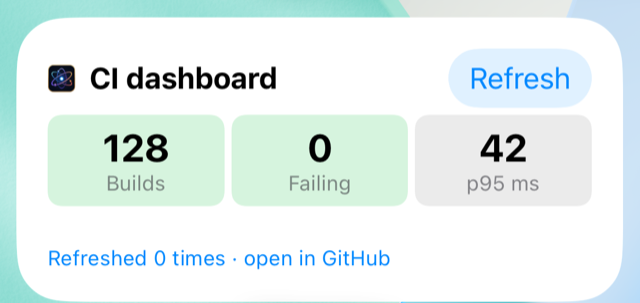 CI dashboard
Refresh
128
Builds
0
Failing
42
p95 ms
Refreshed 0 times · open in GitHub